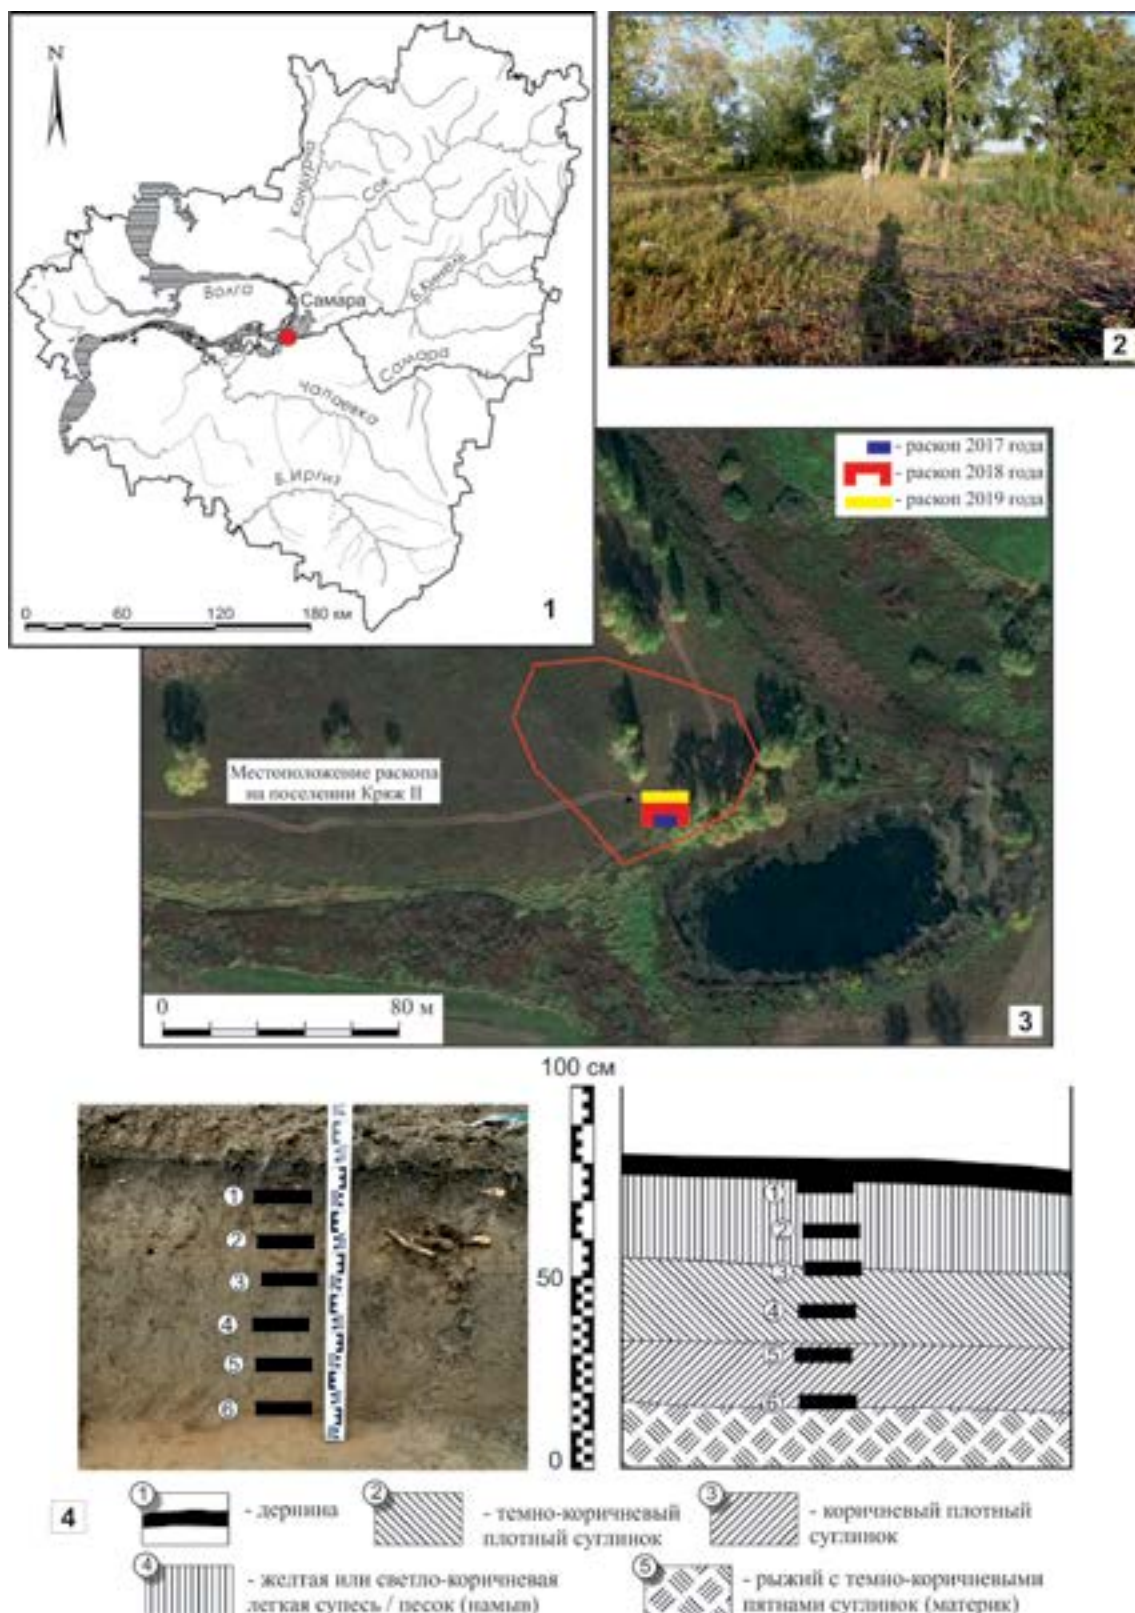 N
Кондурча
Сок
Волга
Самара
Б.Кинель
Самара
Чапаевка
Б.Иргиз
0 60 120 180 км
1
2
- раскоп 2017 года
- раскоп 2018 года
- раскоп 2019 года
Местоположение раскопа
на поселении Кряж II
0 80 м
3
100 см
50
0
1
2
3
4
5
6
1
2
3
4
5
6
4
1 - дернина
2 - темно-коричневый
плотный суглинок
3 - коричневый плотный
суглинок
4 - желтая или светло-коричневая
легкая супесь / песок (намыв)
5 - рыжий с темно-коричневыми
пятнами суглинок (материк)